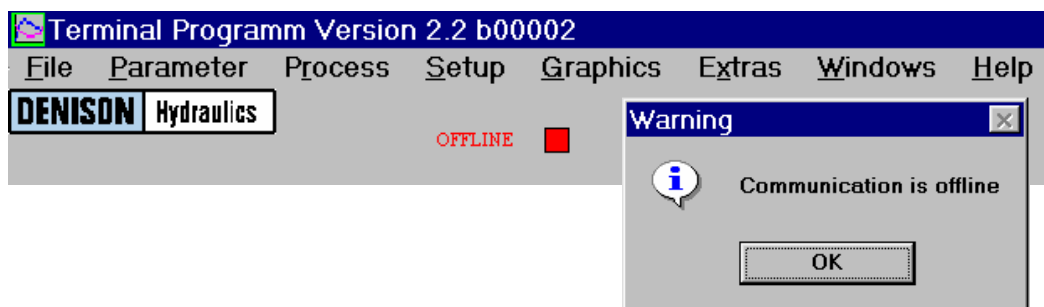 Terminal Programm Version 2.2 b00002
File Parameter Process Setup Graphics Extras Windows Help
DENISON Hydraulics
OFFLINE
Warning
Communication is offline
OK